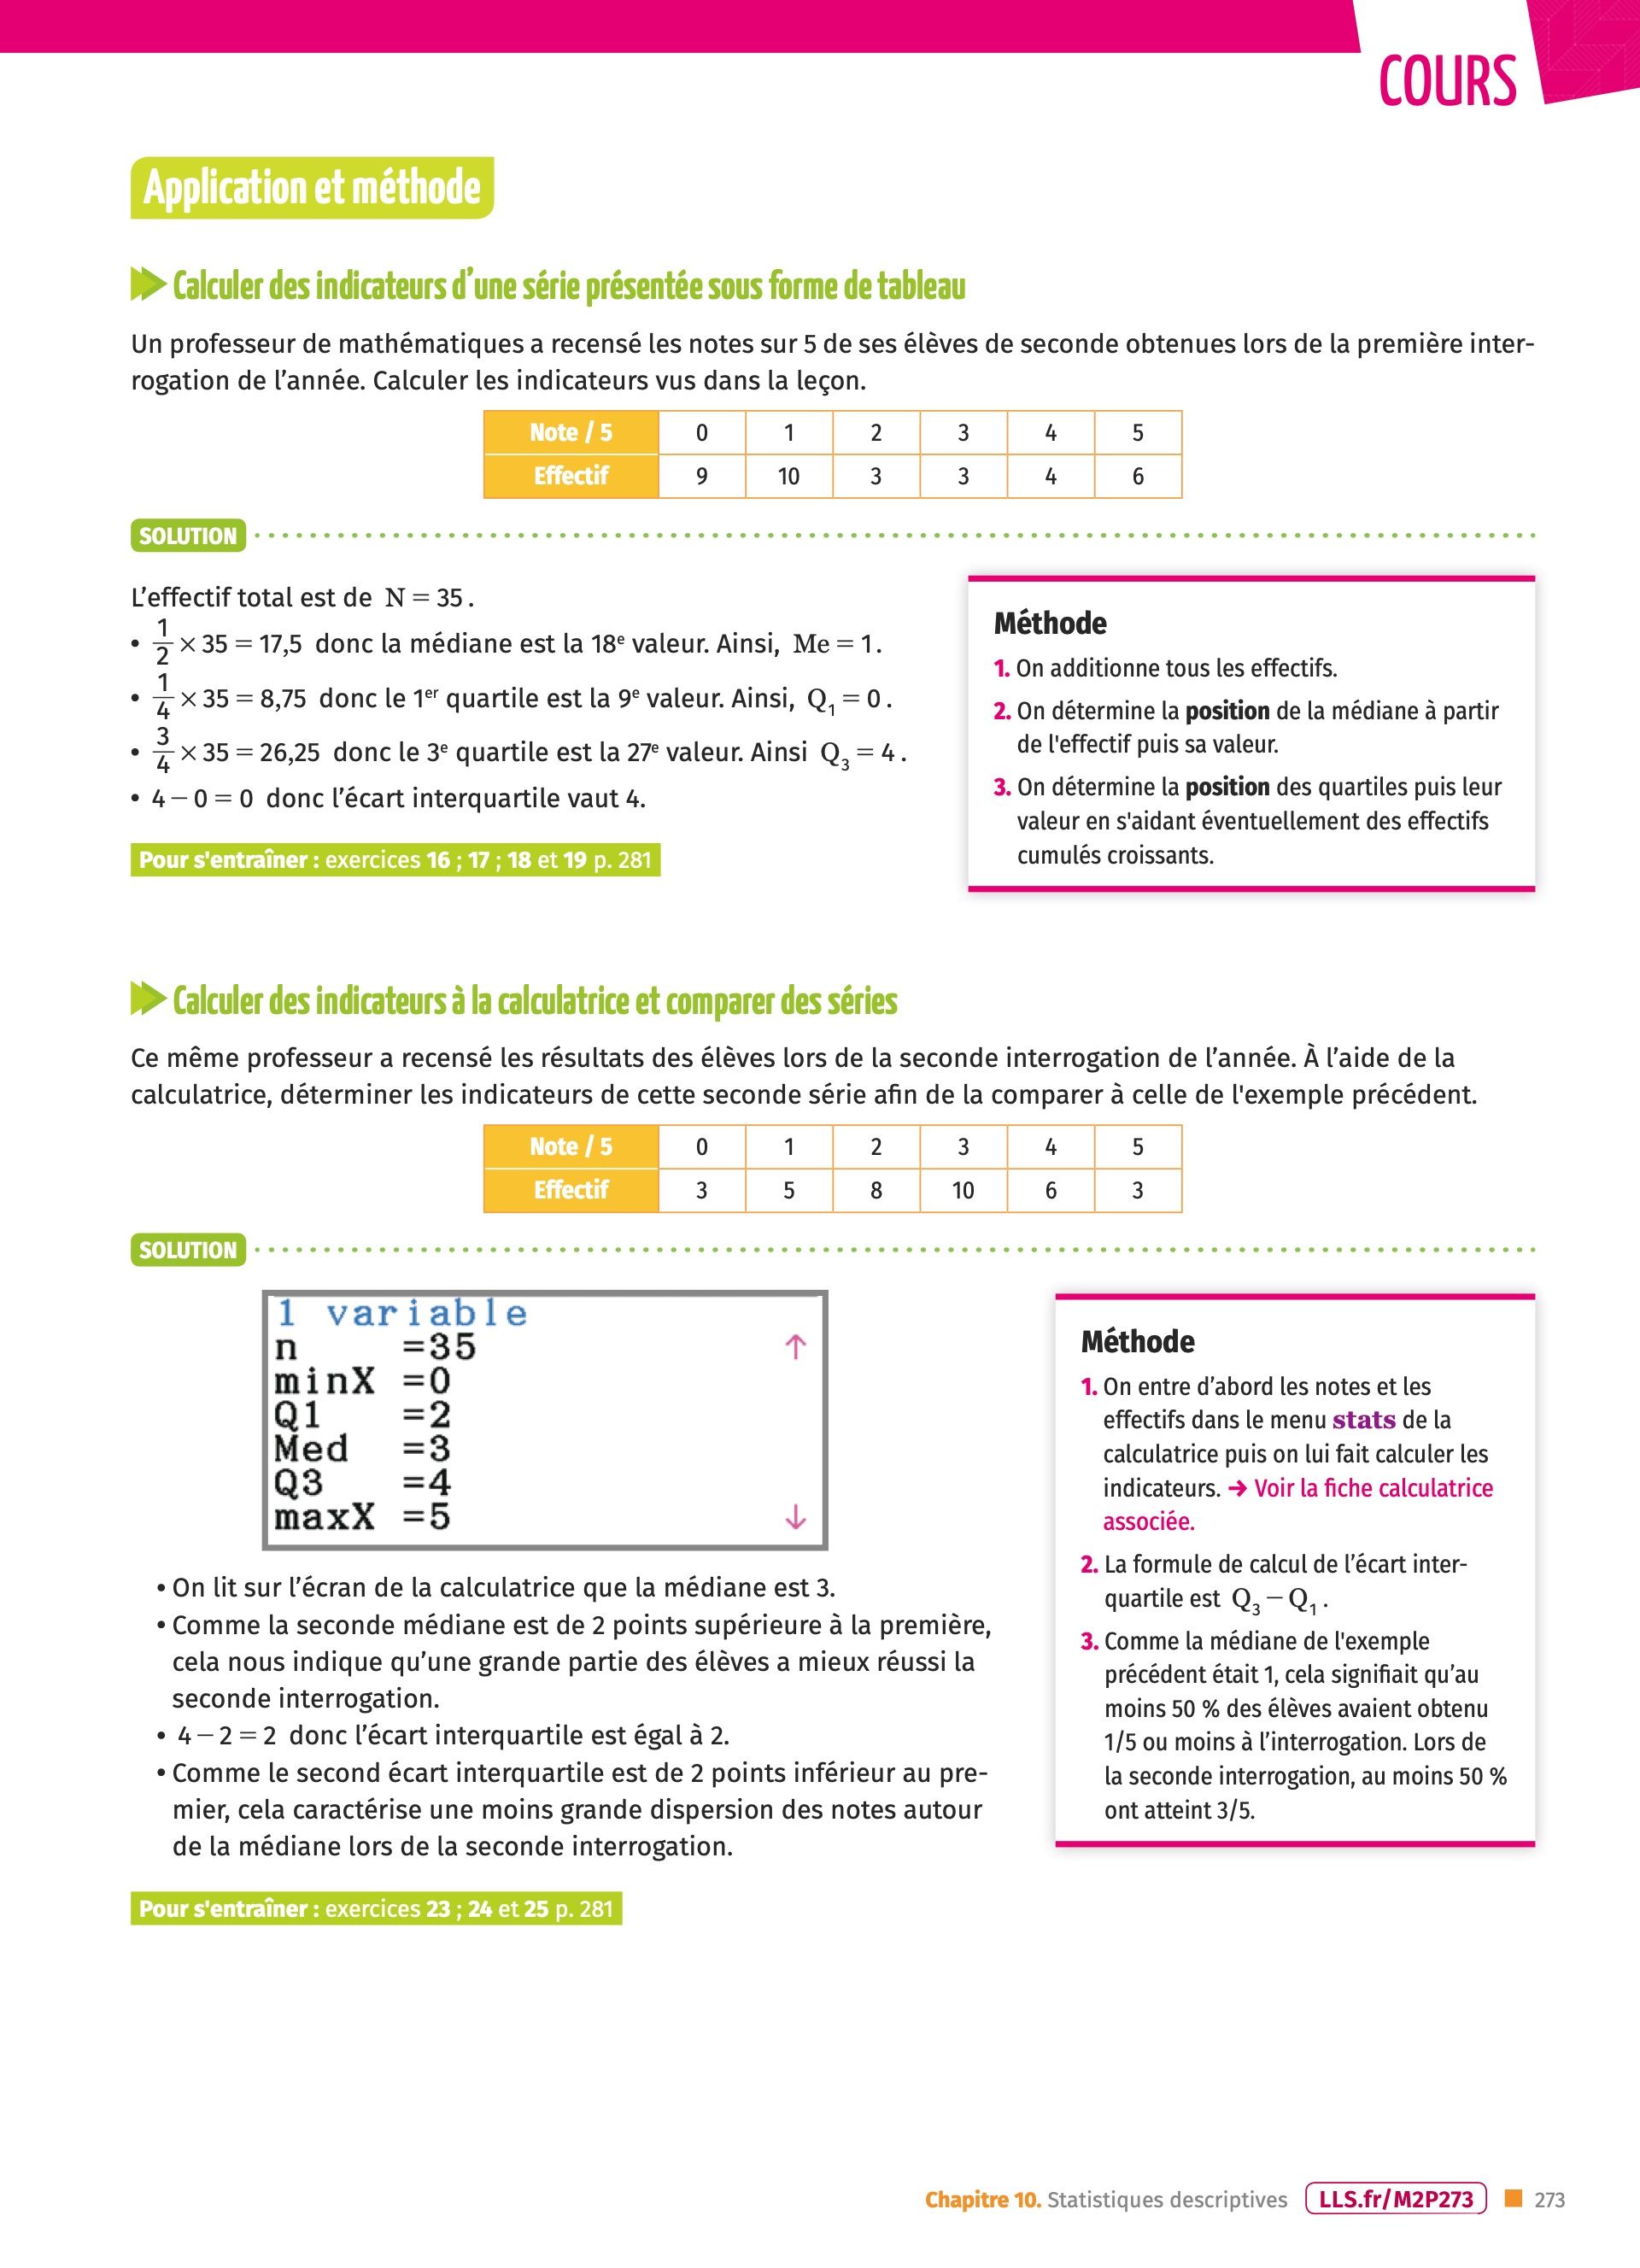 COURS
Application et méthode
Calculer des indicateurs d'une série présentée sous forme de tableau
Un professeur de mathématiques a recensé les notes sur 5 de ses élèves de seconde obtenues lors de la première inter-
rogation de l'année. Calculer les indicateurs vus dans la leçon.
Note / 5 0 1 2 3 4 5
Effectif 9 10 3 3 4 6
SOLUTION
L'effectif total est de N = 35.
• 1/2 × 35 = 17,5 donc la médiane est la 18e valeur. Ainsi, Me = 1.
• 1/4 × 35 = 8,75 donc le 1er quartile est la 9e valeur. Ainsi, Q1 = 0.
• 3/4 × 35 = 26,25 donc le 3e quartile est la 27e valeur. Ainsi Q3 = 4.
• 4 − 0 = 0 donc l'écart interquartile vaut 4.
Pour s'entraîner : exercices 16 ; 17 ; 18 et 19 p. 281
Méthode
1. On additionne tous les effectifs.
2. On détermine la position de la médiane à partir
de l'effectif puis sa valeur.
3. On détermine la position des quartiles puis leur
valeur en s'aidant éventuellement des effectifs
cumulés croissants.
Calculer des indicateurs à la calculatrice et comparer des séries
Ce même professeur a recensé les résultats des élèves lors de la seconde interrogation de l'année. À l'aide de la
calculatrice, déterminer les indicateurs de cette seconde série afin de la comparer à celle de l'exemple précédent.
Note / 5 0 1 2 3 4 5
Effectif 3 5 8 10 6 3
SOLUTION
1 variable
n =35 ↑
minX =0
Q1 =2
Med =3
Q3 =4
maxX =5 ↓
• On lit sur l'écran de la calculatrice que la médiane est 3.
• Comme la seconde médiane est de 2 points supérieure à la première,
cela nous indique qu'une grande partie des élèves a mieux réussi la
seconde interrogation.
• 4 − 2 = 2 donc l'écart interquartile est égal à 2.
• Comme le second écart interquartile est de 2 points inférieur au pre-
mier, cela caractérise une moins grande dispersion des notes autour
de la médiane lors de la seconde interrogation.
Pour s'entraîner : exercices 23 ; 24 et 25 p. 281
Méthode
1. On entre d'abord les notes et les
effectifs dans le menu stats de la
calculatrice puis on lui fait calculer les
indicateurs. → Voir la fiche calculatrice
associée.
2. La formule de calcul de l'écart inter-
quartile est Q3 − Q1.
3. Comme la médiane de l'exemple
précédent était 1, cela signifiait qu'au
moins 50 % des élèves avaient obtenu
1/5 ou moins à l'interrogation. Lors de
la seconde interrogation, au moins 50 %
ont atteint 3/5.
Chapitre 10. Statistiques descriptives LLS.fr/M2P273 273